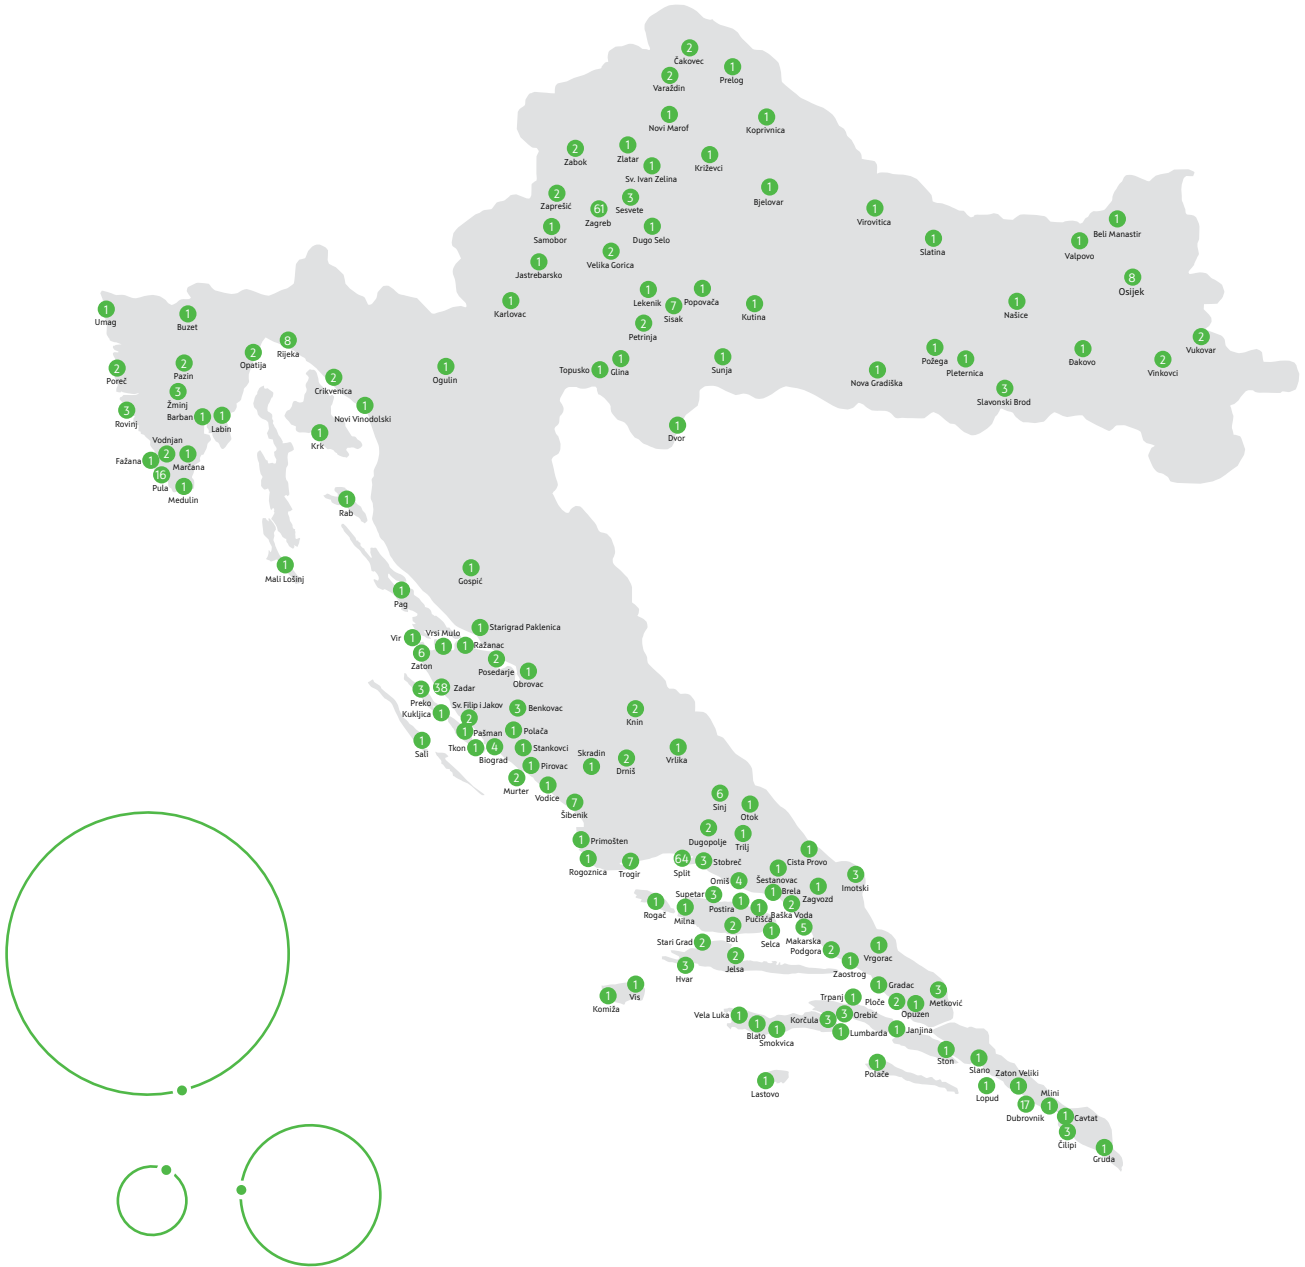 2
Čakovec
1
Prelog
2
Varaždin
1
Novi Marof
1
Koprivnica
2
Zabok
1
Zlatar
1
Križevci
1
Sv. Ivan Zelina
1
Bjelovar
2
Zaprešić
3
Sesvete
61
Zagreb
1
Virovitica
1
Beli Manastir
1
Samobor
1
Dugo Selo
1
Slatina
1
Valpovo
2
Velika Gorica
1
Jastrebarsko
8
Osijek
1
Lekenik
1
Popovača
7
Sisak
1
Kutina
1
Našice
1
Karlovac
1
Umag
1
Buzet
2
Petrinja
2
Vukovar
8
Rijeka
2
Opatija
1
Požega
1
Đakovo
2
Vinkovci
1
Pleternica
1
Glina
Topusko 1
1
Sunja
1
Nova Gradiška
1
Ogulin
2
Poreč
2
Pazin
2
Crikvenica
3
Slavonski Brod
3
Žminj
3
Rovinj
Barban 1
1
Labin
1
Novi Vinodolski
1
Krk
1
Dvor
Vodnjan
2
Fažana 1
1
Marčana
16
Pula
1
Medulin
1
Rab
1
Mali Lošinj
1
Gospić
1
Pag
1 Starigrad Paklenica
Vir 1
Vrsi Mulo
1
1 Ražanac
6
Zaton
2
Posedarje
1
Obrovac
3
Preko
38 Zadar
Kukljica 1
Sv. Filip i Jakov
2
3 Benkovac
2
Knin
1 Pašman
1 Polača
1
Sali
Tkon 1
4
Biograd
1 Stankovci
1
Vrlika
1 Pirovac
Skradin
1
2
Drniš
2
Murter
1
Vodice
7
Šibenik
6
Sinj
1
Otok
2
Dugopolje
1
Trilj
1 Primošten
1
Rogoznica
7
Trogir
64
Split
3 Stobreč
1
Cista Provo
1
Šestanovac
3
Imotski
Omiš 4
1
Zagvozd
Supetar 3
1 Brela
1
Rogač
1
Milna
1
Postira
1
Pučišća
2
Baška Voda
2
Bol
1
Selca
5
Makarska
Stari Grad 2
2
Podgora
1
Vrgorac
2
Jelsa
3
Hvar
1
Zaostrog
1
Vis
1
Komiža
1 Gradac
3
Metković
Trpanj 1
2
Ploče
1
Opuzen
Vela Luka 1
3 Orebić
Korčula 3
1
Blato
1
Smokvica
1 Lumbarda
1 Janjina
1
Ston
1
Slano
1
Polače
1
Lastovo
Zaton Veliki
1
1
Lopud
Mlini
1
17
Dubrovnik
1 Cavtat
3
Čilipi
1
Gruda